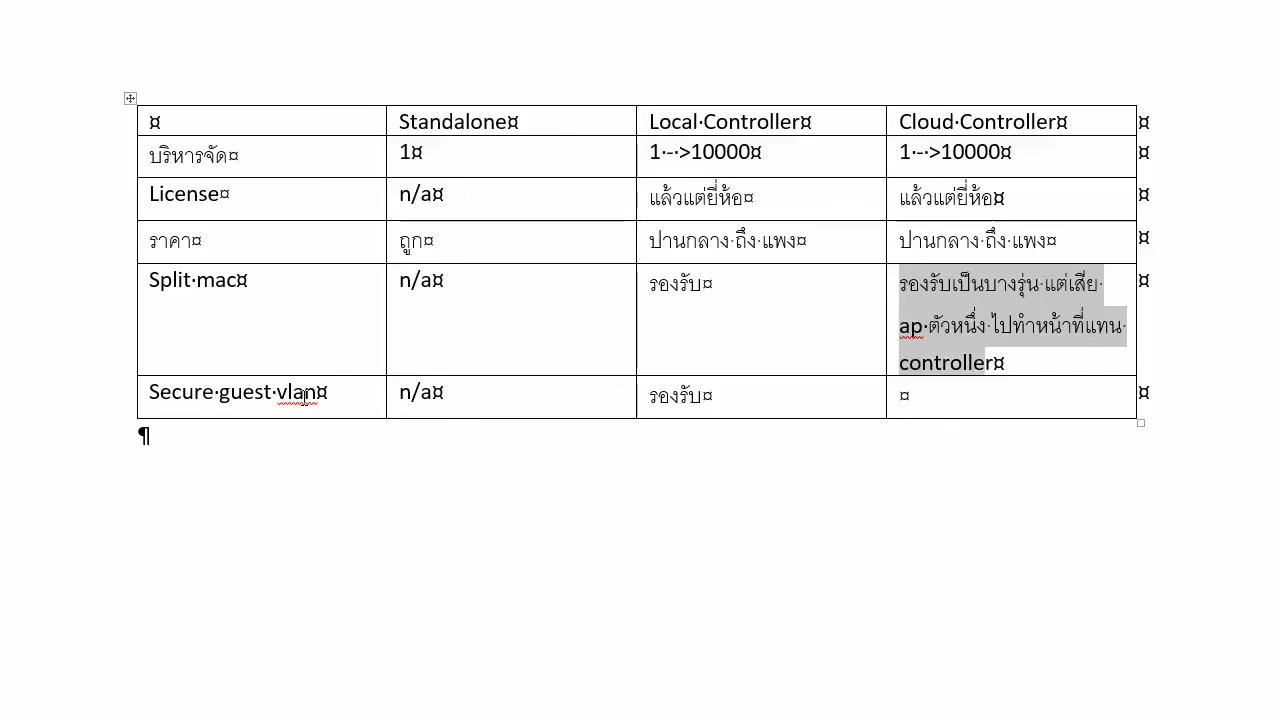 Standalone Local Controller Cloud Controller
บริหารจัด 1 1 - >10000 1 - >10000
License n/a แล้วแต่ยี่ห้อ แล้วแต่ยี่ห้อ
ราคา ถูก ปานกลาง ถึง แพง ปานกลาง ถึง แพง
Split mac n/a รองรับ รองรับเป็นบางรุ่น แต่เสี่ย
ap ตัวหนึ่ง ไปทำหน้าที่แทน
controller
Secure guest vlan n/a รองรับ